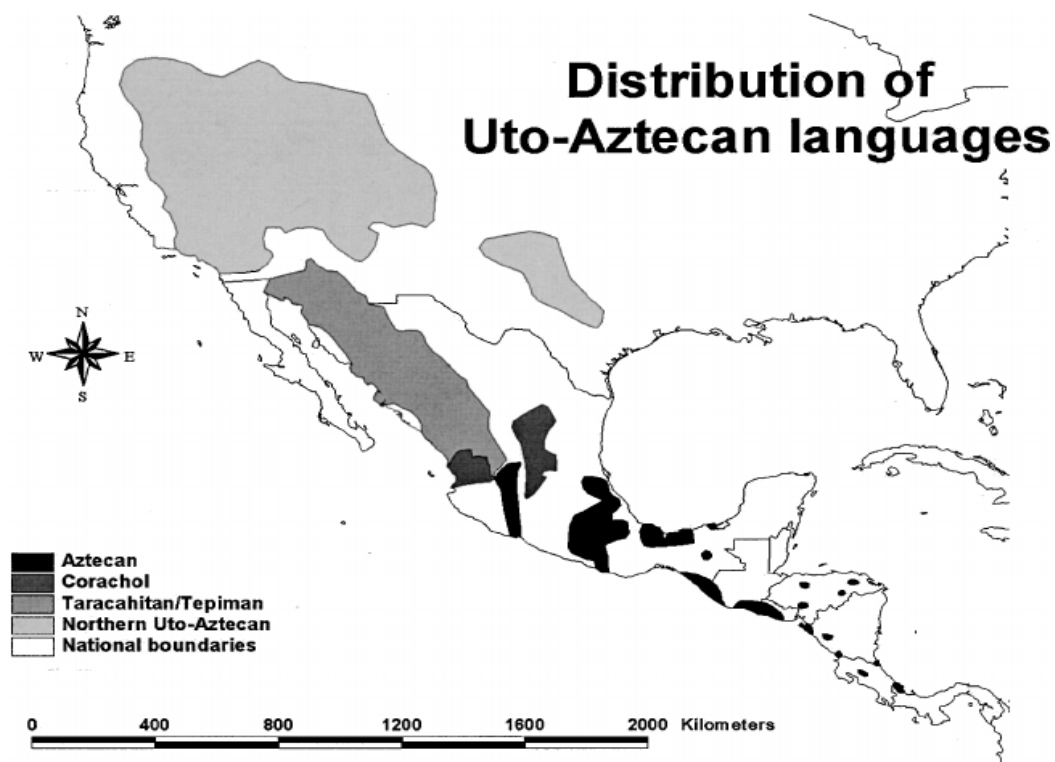 Distribution of
Uto-Aztecan languages
N
W E
S
Aztecan
Corachol
Taracahitan/Tepiman
Northern Uto-Aztecan
National boundaries
0 400 800 1200 1600 2000 Kilometers